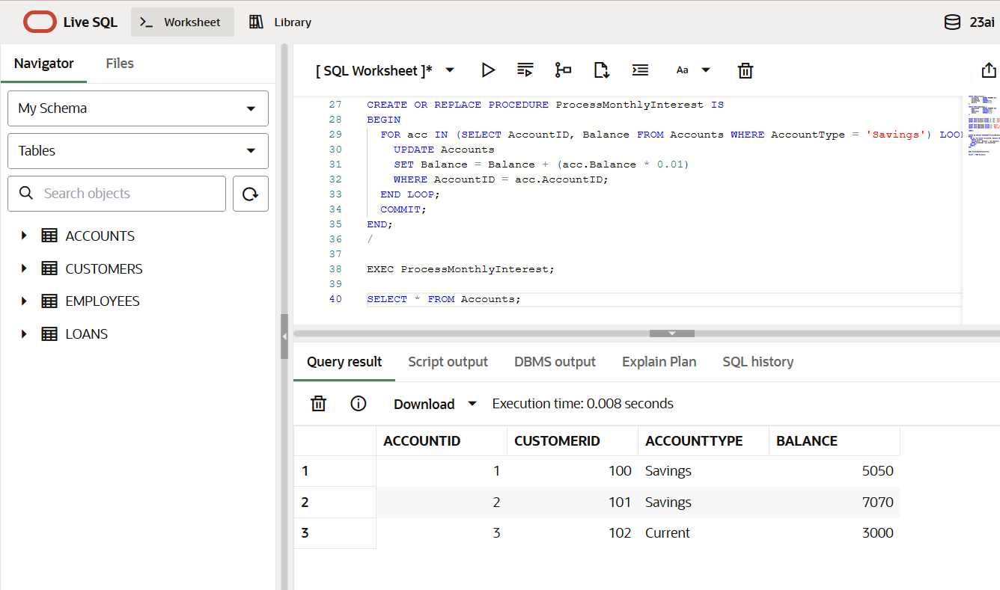 Live SQL
Worksheet
Library
23ai
Navigator
Files
My Schema
Tables
Search objects
ACCOUNTS
CUSTOMERS
EMPLOYEES
LOANS
[ SQL Worksheet ]*
Aa
27 CREATE OR REPLACE PROCEDURE ProcessMonthlyInterest IS
28 BEGIN
29 FOR acc IN (SELECT AccountID, Balance FROM Accounts WHERE AccountType = 'Savings') LOO
30 UPDATE Accounts
31 SET Balance = Balance + (acc.Balance * 0.01)
32 WHERE AccountID = acc.AccountID;
33 END LOOP;
34 COMMIT;
35 END;
36 /
37
38 EXEC ProcessMonthlyInterest;
39
40 SELECT * FROM Accounts;
Query result
Script output
DBMS output
Explain Plan
SQL history
Download
Execution time: 0.008 seconds
ACCOUNTID CUSTOMERID ACCOUNTTYPE BALANCE
1 1 100 Savings 5050
2 2 101 Savings 7070
3 3 102 Current 3000